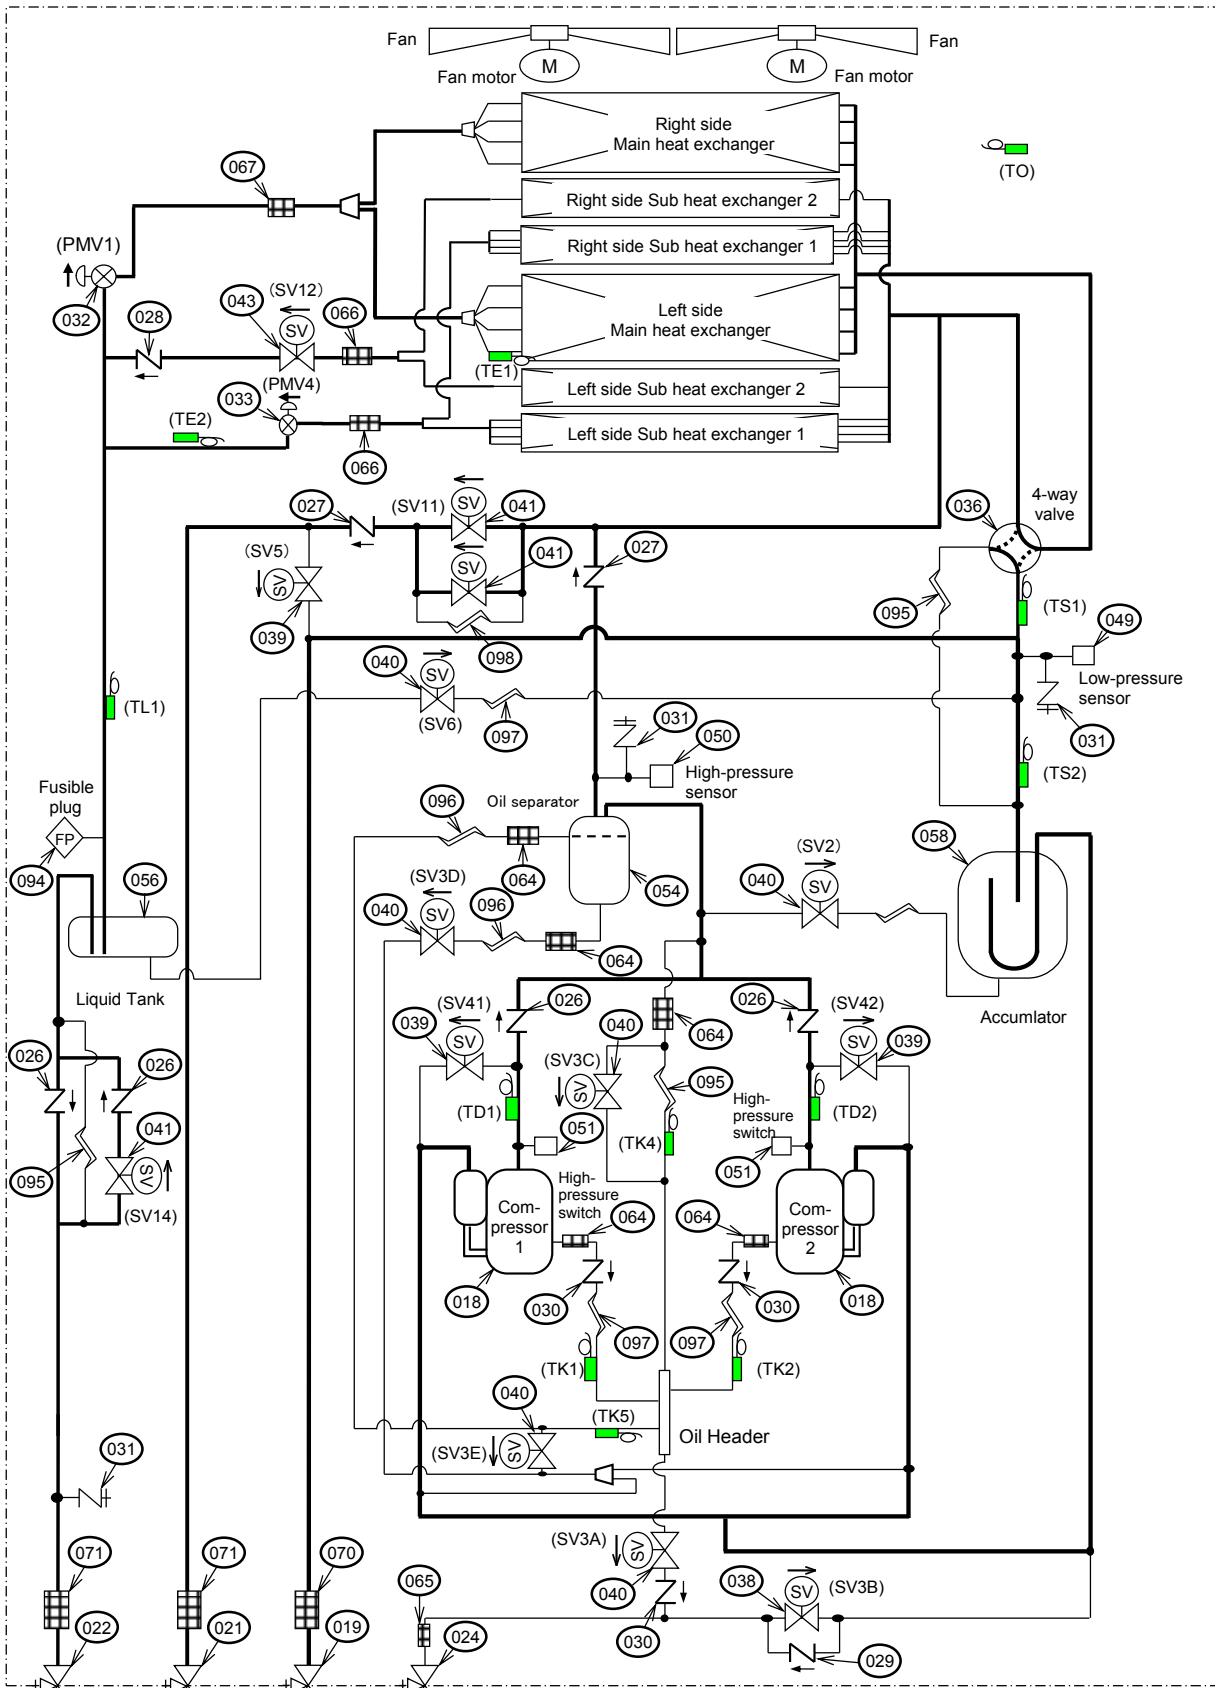 Fan
Fan
M
M
Fan motor
Fan motor
Right side
Main heat exchanger
(TO)
067
Right side Sub heat exchanger 2
(PMV1)
Right side Sub heat exchanger 1
032
028
043
(SV12)
SV
066
Left side
Main heat exchanger
(TE1)
(PMV4)
033
Left side Sub heat exchanger 2
(TE2)
Left side Sub heat exchanger 1
066
027
(SV11)
SV
041
036
4-way
valve
(SV5)
SV
SV
041
027
039
095
(TS1)
049
098
040
SV
(SV6)
097
Low-pressure
sensor
031
(TL1)
031
050
High-pressure
sensor
(TS2)
Fusible
plug
FP
094
096
Oil separator
064
054
056
(SV3D)
SV
040
096
064
(SV2)
SV
040
058
Liquid Tank
Accumlator
(SV41)
026
SV
039
(SV3C)
040
SV
064
026
(SV42)
SV
039
026
026
095
(TD1)
051
(TK4)
(TD2)
High-
pressure
switch
051
041
SV
(SV14)
095
Com-
pressor
1
High-
pressure
switch
064
064
Com-
pressor
2
018
030
030
018
097
097
(TK1)
(TK2)
040
(TK5)
Oil Header
SV
(SV3E)
031
(SV3A)
SV
040
071
071
070
065
030
038
SV
(SV3B)
022
021
019
024
029